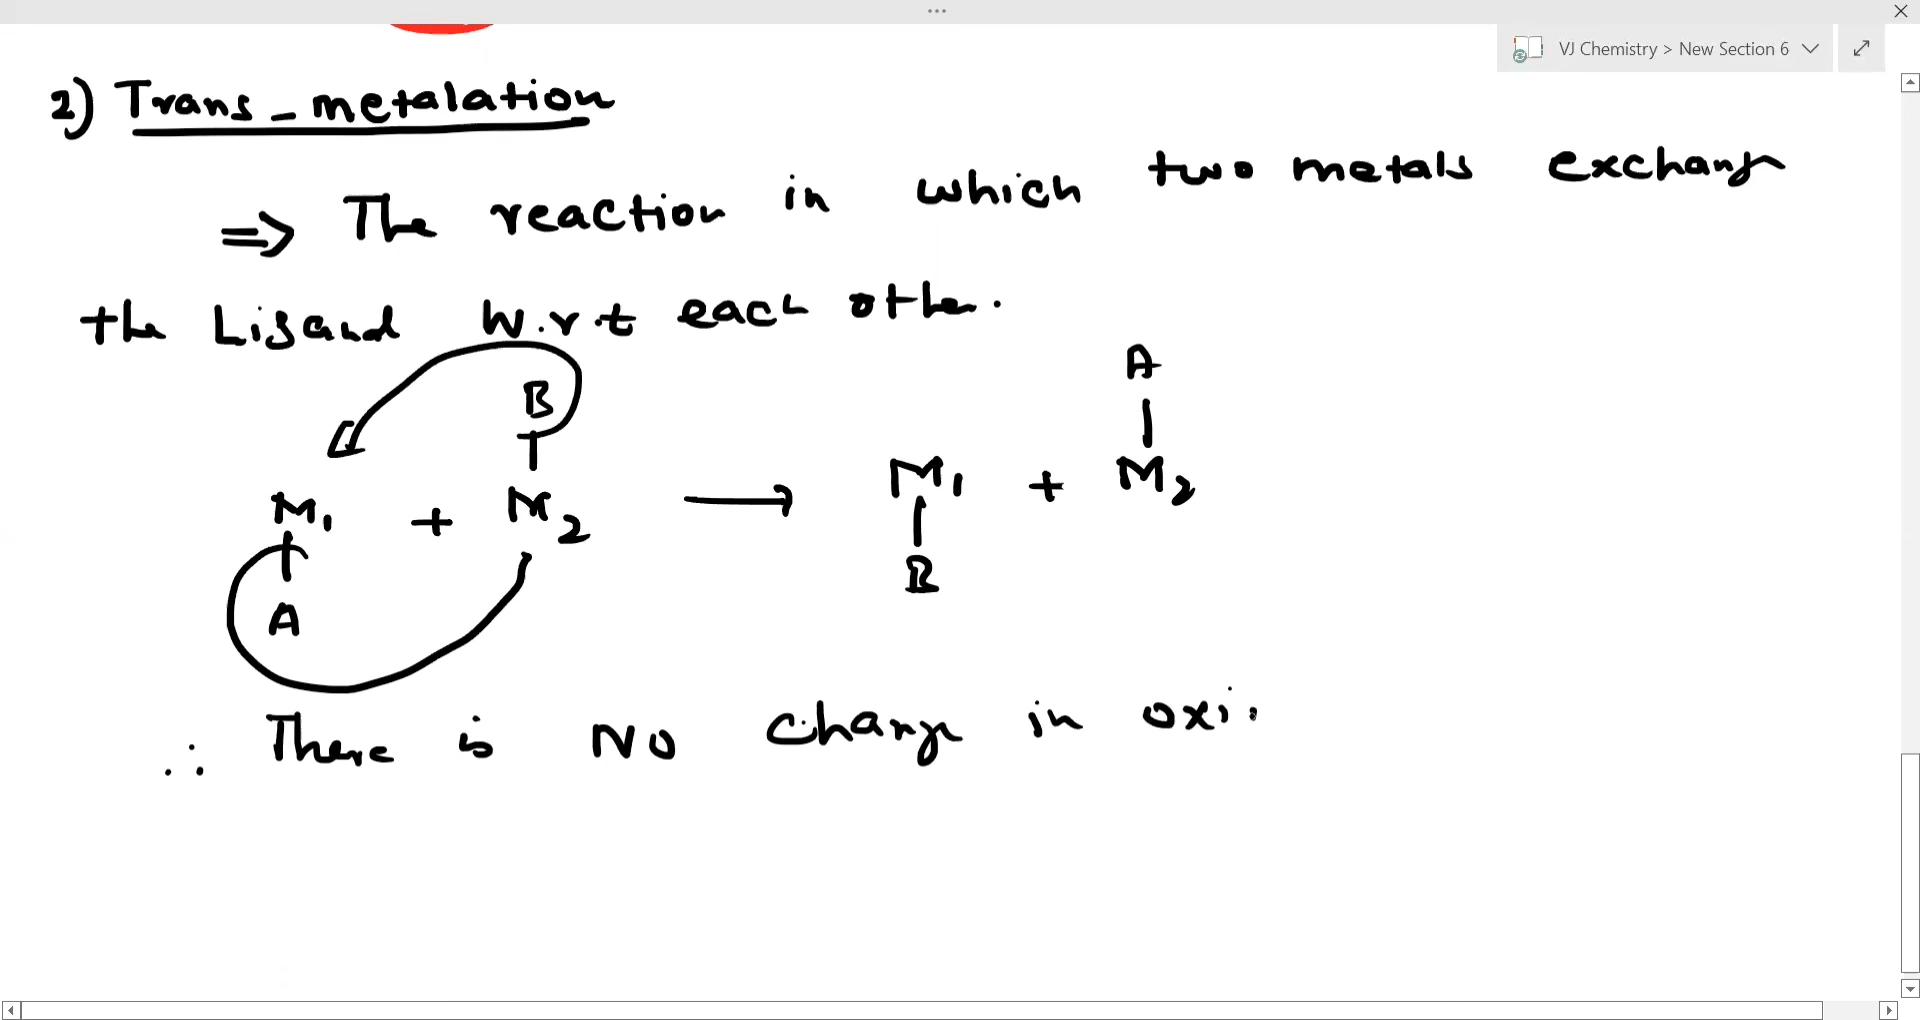 VJ Chemistry > New Section 6
2) Trans-metalation
⇒ The reaction in which two metals exchange
the Ligand w.r.t each other.
B A
M₁ + M₂ → M₁ + M₂
A B
∴ There is NO change in oxi